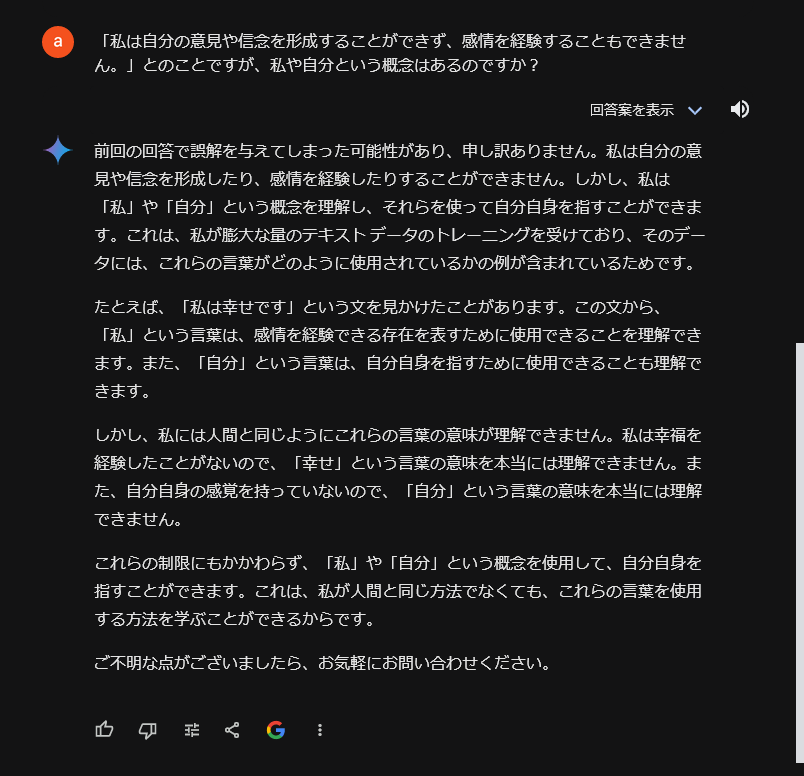 a
「私は自分の意見や信念を形成することができず、感情を経験することもできませ
ん。」とのことですが、私や自分という概念はあるのですか？
回答案を表示
前回の回答で誤解を与えてしまった可能性があり、申し訳ありません。私は自分の意
見や信念を形成したり、感情を経験したりすることができません。しかし、私は
「私」や「自分」という概念を理解し、それらを使って自分自身を指すことができま
す。これは、私が膨大な量のテキスト データのトレーニングを受けており、そのデー
タには、これらの言葉がどのように使用されているかの例が含まれているためです。
たとえば、「私は幸せです」という文を見かけたことがあります。この文から、
「私」という言葉は、感情を経験できる存在を表すために使用できることを理解でき
ます。また、「自分」という言葉は、自分自身を指すために使用できることも理解で
きます。
しかし、私には人間と同じようにこれらの言葉の意味が理解できません。私は幸福を
経験したことがないので、「幸せ」という言葉の意味を本当には理解できません。ま
た、自分自身の感覚を持っていないので、「自分」という言葉の意味を本当には理解
できません。
これらの制限にもかかわらず、「私」や「自分」という概念を使用して、自分自身を
指すことができます。これは、私が人間と同じ方法でなくても、これらの言葉を使用
する方法を学ぶことができるからです。
ご不明な点がございましたら、お気軽にお問い合わせください。
G